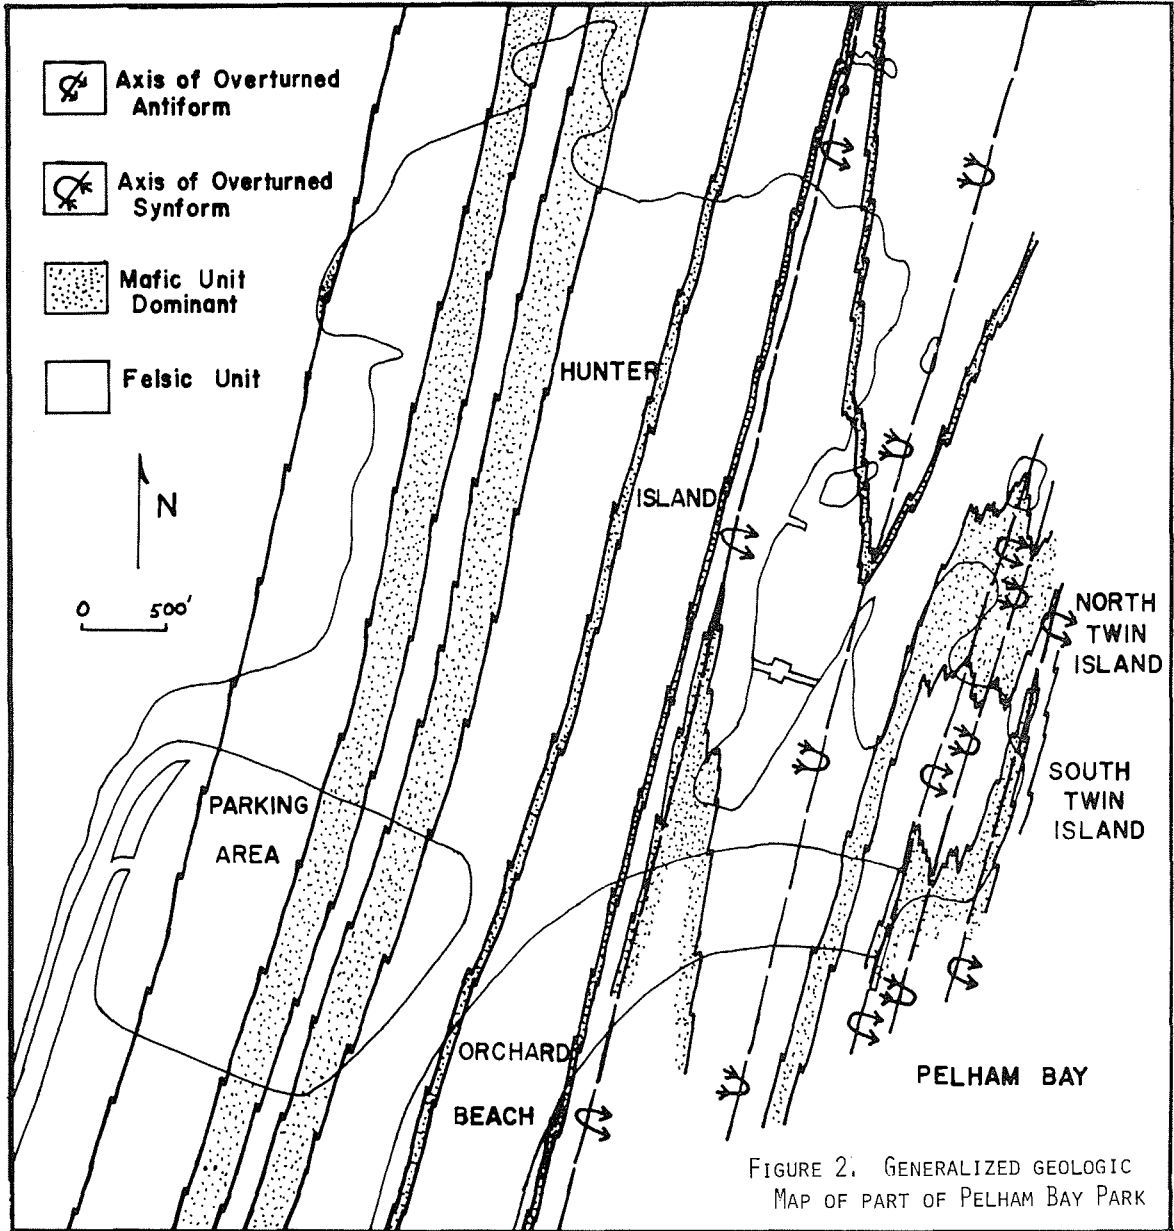 Axis of Overturned
Antiform
Axis of Overturned
Synform
Mafic Unit
Dominant
Felsic Unit
N
0 500'
HUNTER
ISLAND
NORTH
TWIN
ISLAND
SOUTH
TWIN
ISLAND
PARKING
AREA
ORCHARD
BEACH
PELHAM BAY
FIGURE 2. GENERALIZED GEOLOGIC
MAP OF PART OF PELHAM BAY PARK